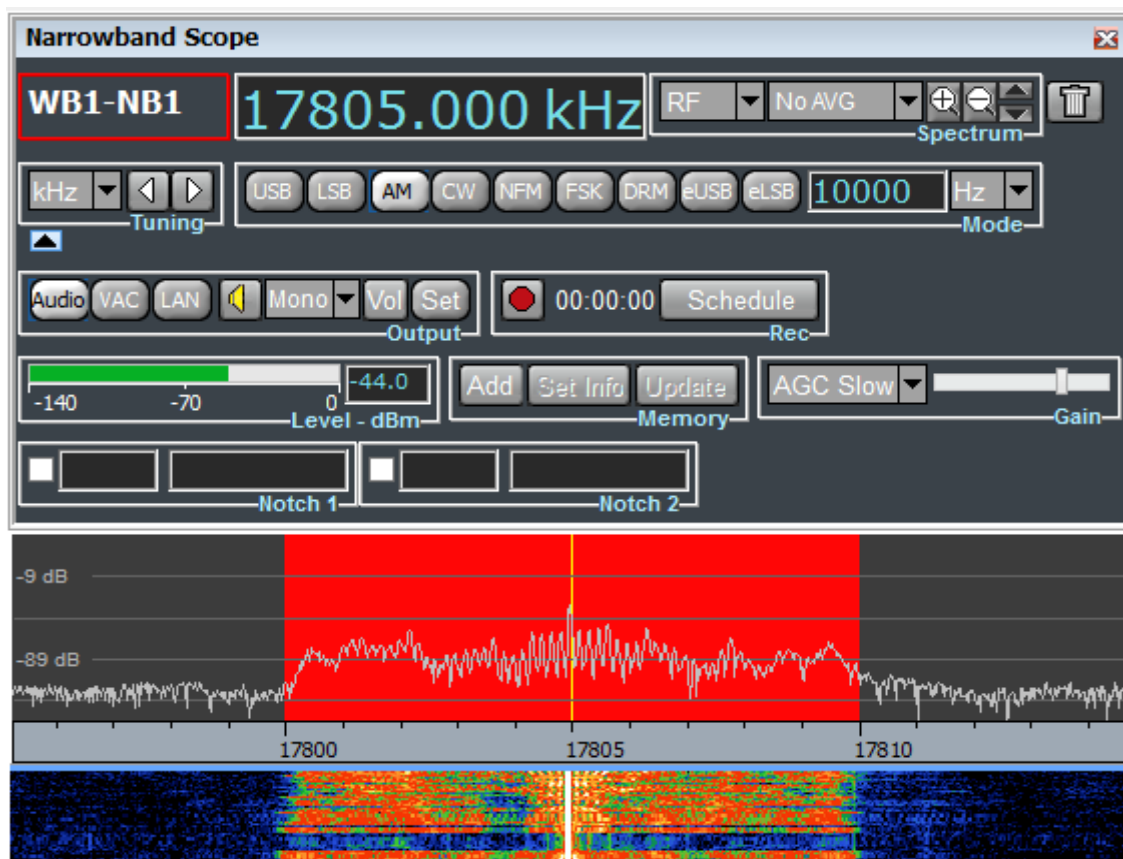 Narrowband Scope
WB1-NB1
17805.000 kHz
RF No AVG
Spectrum
kHz
Tuning
USB LSB AM CW NFM FSK DRM eUSB eLSB 10000 Hz
Mode
Audio VAC LAN Mono Vol Set
Output
00:00:00 Schedule
Rec
-140 -70 0 -44.0
Level - dBm
Add Set Info Update
Memory
AGC Slow
Gain
Notch 1
Notch 2
-9 dB
-89 dB
17800 17805 17810